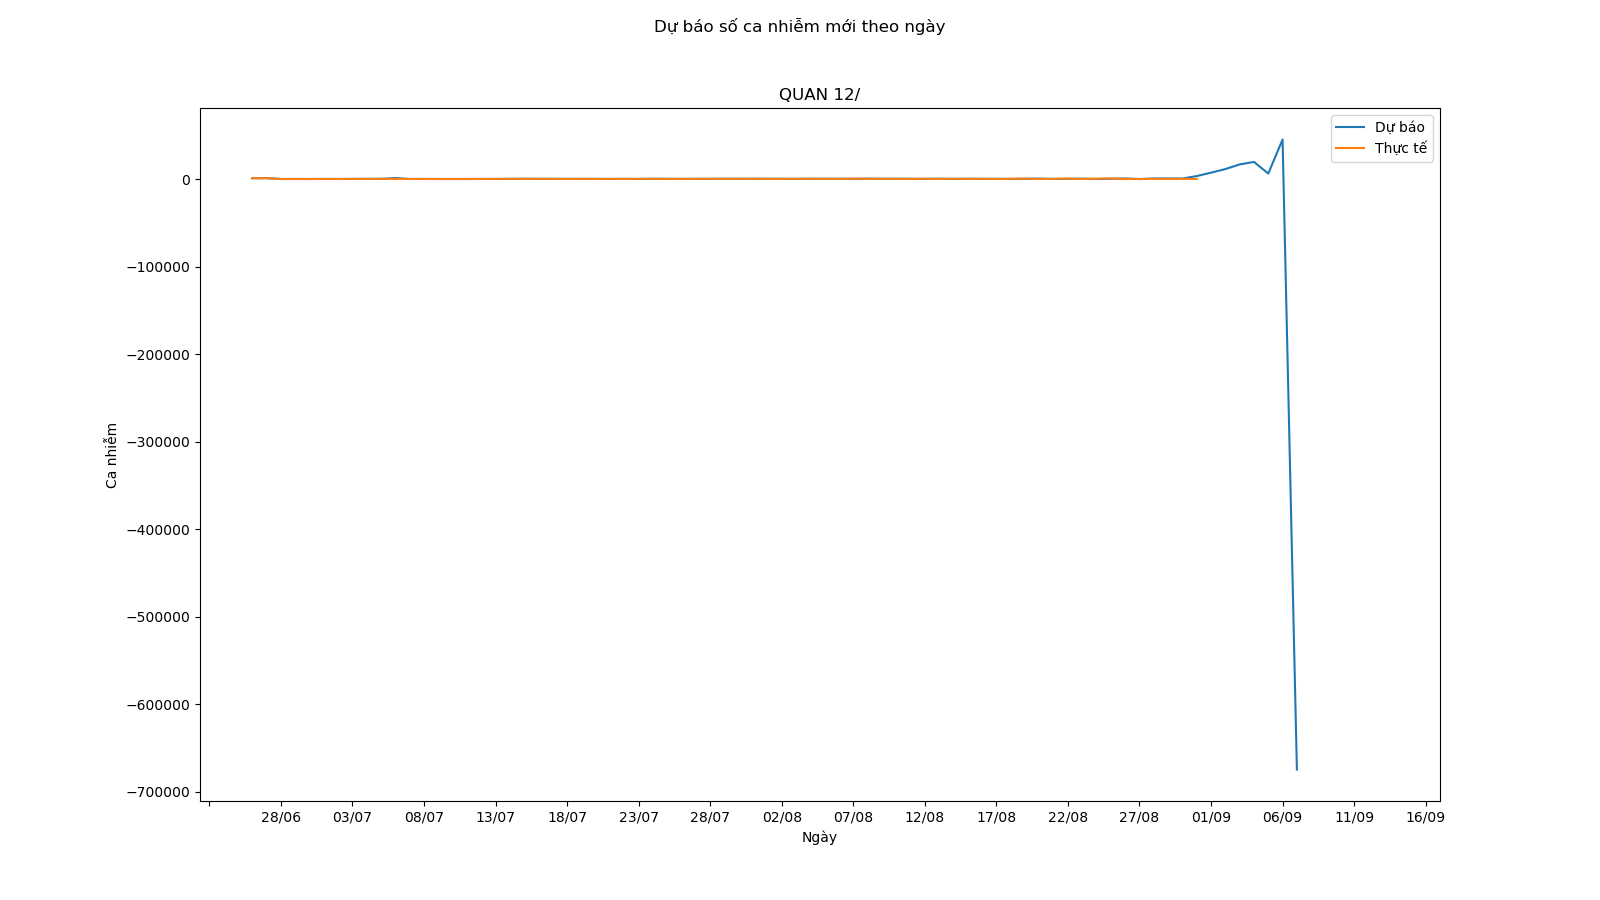 Dự báo số ca nhiễm mới theo ngày
QUAN 12/
Dự báo
Thực tế
0
−100000
−200000
−300000
−400000
−500000
−600000
−700000
Ca nhiễm
28/06 03/07 08/07 13/07 18/07 23/07 28/07 02/08 07/08 12/08 17/08 22/08 27/08 01/09 06/09 11/09 16/09
Ngày